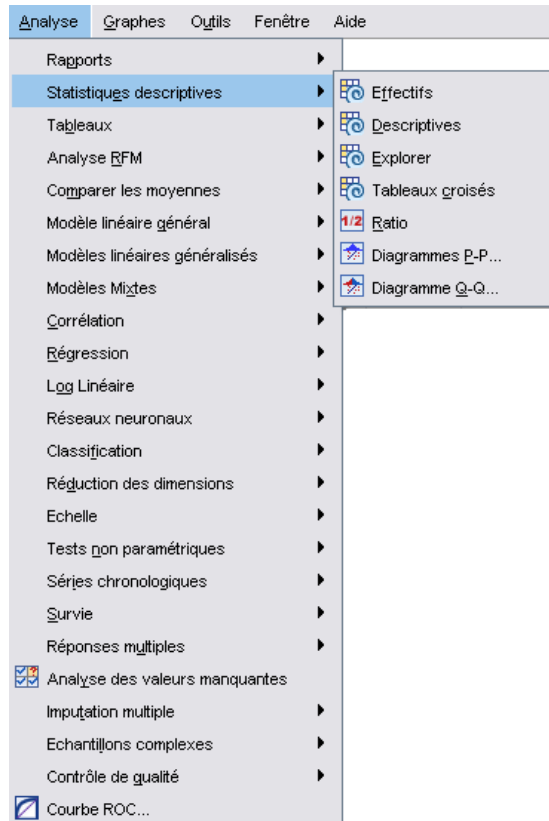 Analyse Graphes Outils Fenêtre Aide
Rapports
Statistiques descriptives
Tableaux
Analyse RFM
Comparer les moyennes
Modèle linéaire général
Modèles linéaires généralisés
Modèles Mixtes
Corrélation
Régression
Log Linéaire
Réseaux neuronaux
Classification
Réduction des dimensions
Echelle
Tests non paramétriques
Séries chronologiques
Survie
Réponses multiples
Analyse des valeurs manquantes
Imputation multiple
Echantillons complexes
Contrôle de qualité
Courbe ROC...
Effectifs
Descriptives
Explorer
Tableaux croisés
1/2 Ratio
Diagrammes P-P...
Diagramme Q-Q...